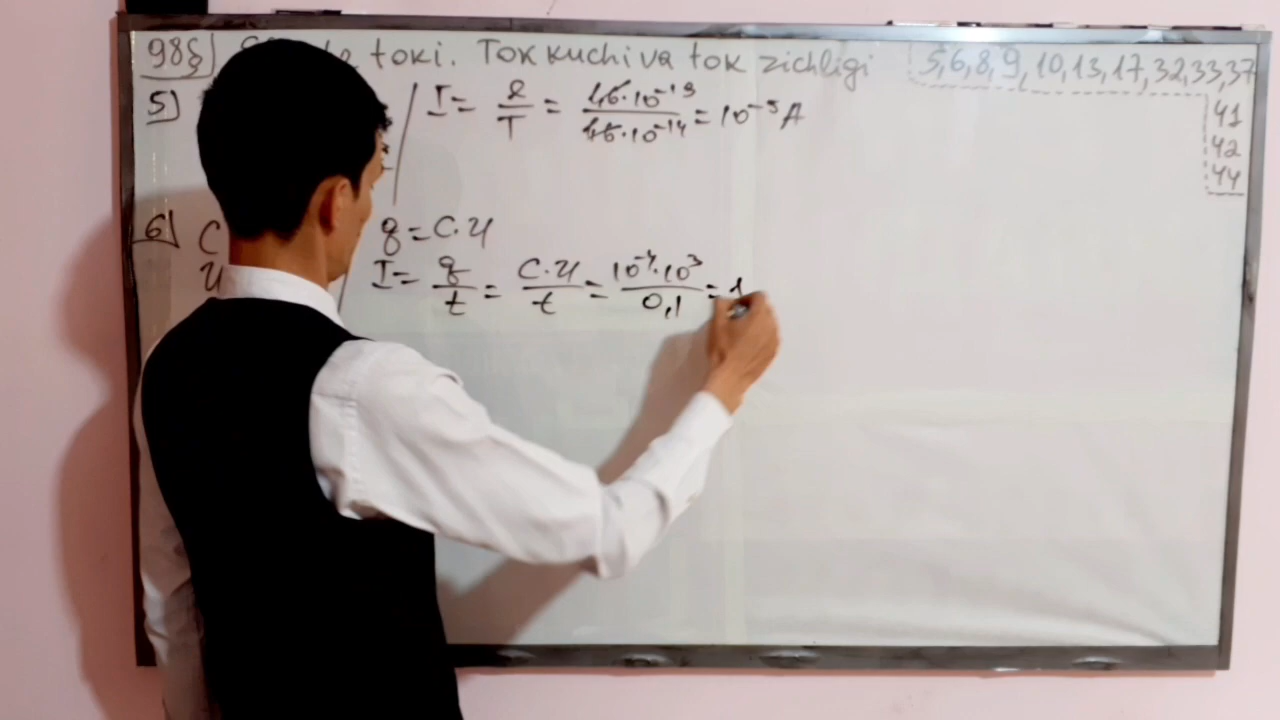 98§ toki. Tok kuchi va tok zichligi 5,6,8,9,10,13,17,32,33,37
41
42
44
5) I = e/T = 1,6·10⁻¹⁹/1,6·10⁻¹⁴ = 10⁻⁵ A
6) C q = C·U
U I = q/t = C·U/t = 10⁻⁴·10³/0,1 = 1